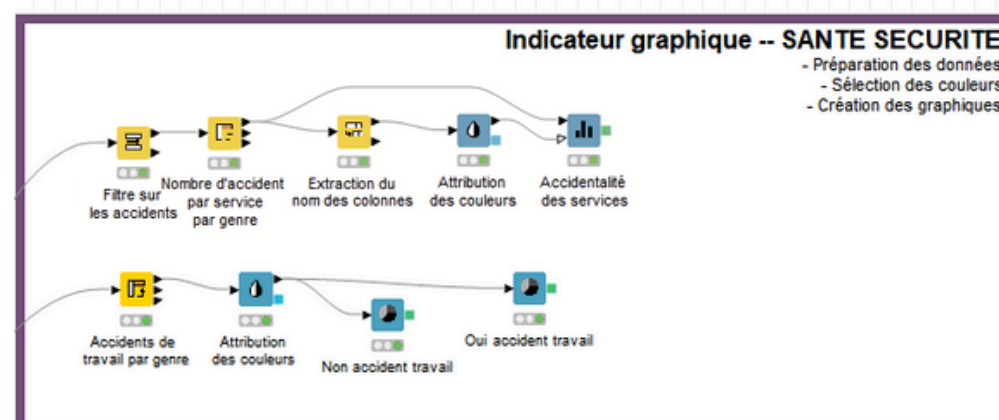 Indicateur graphique -- SANTE SECURITE
- Préparation des données
- Sélection des couleurs
- Création des graphiques
Filtre sur
les accidents
Nombre d'accident
par service
par genre
Extraction du
nom des colonnes
Attribution
des couleurs
Accidentalité
des services
Accidents de
travail par genre
Attribution
des couleurs
Non accident travail
Oui accident travail